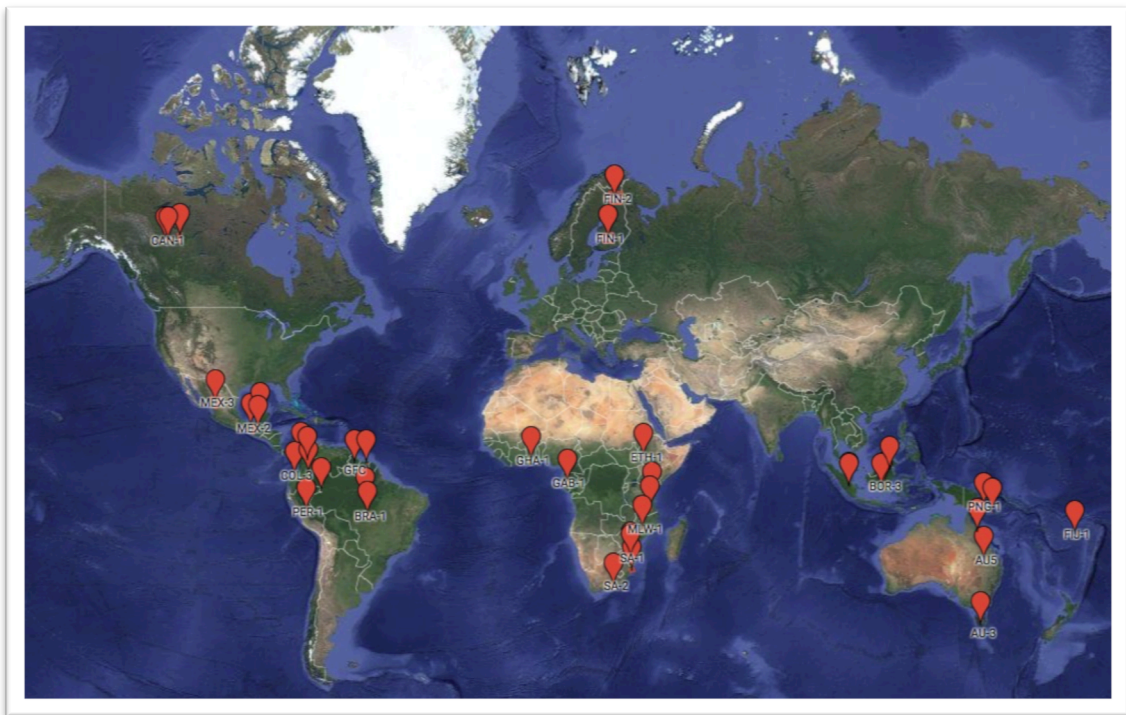 FIN-2
CAN-1
FIN-1
MEX-3
MEX-2
GHA-1
ETH-1
GFC
COL-3
GAB-1
BOR-3
PER-1
BRA-1
PNG-1
MLW-1
FIJ-1
SA-1
AU5
SA-2
AU-3